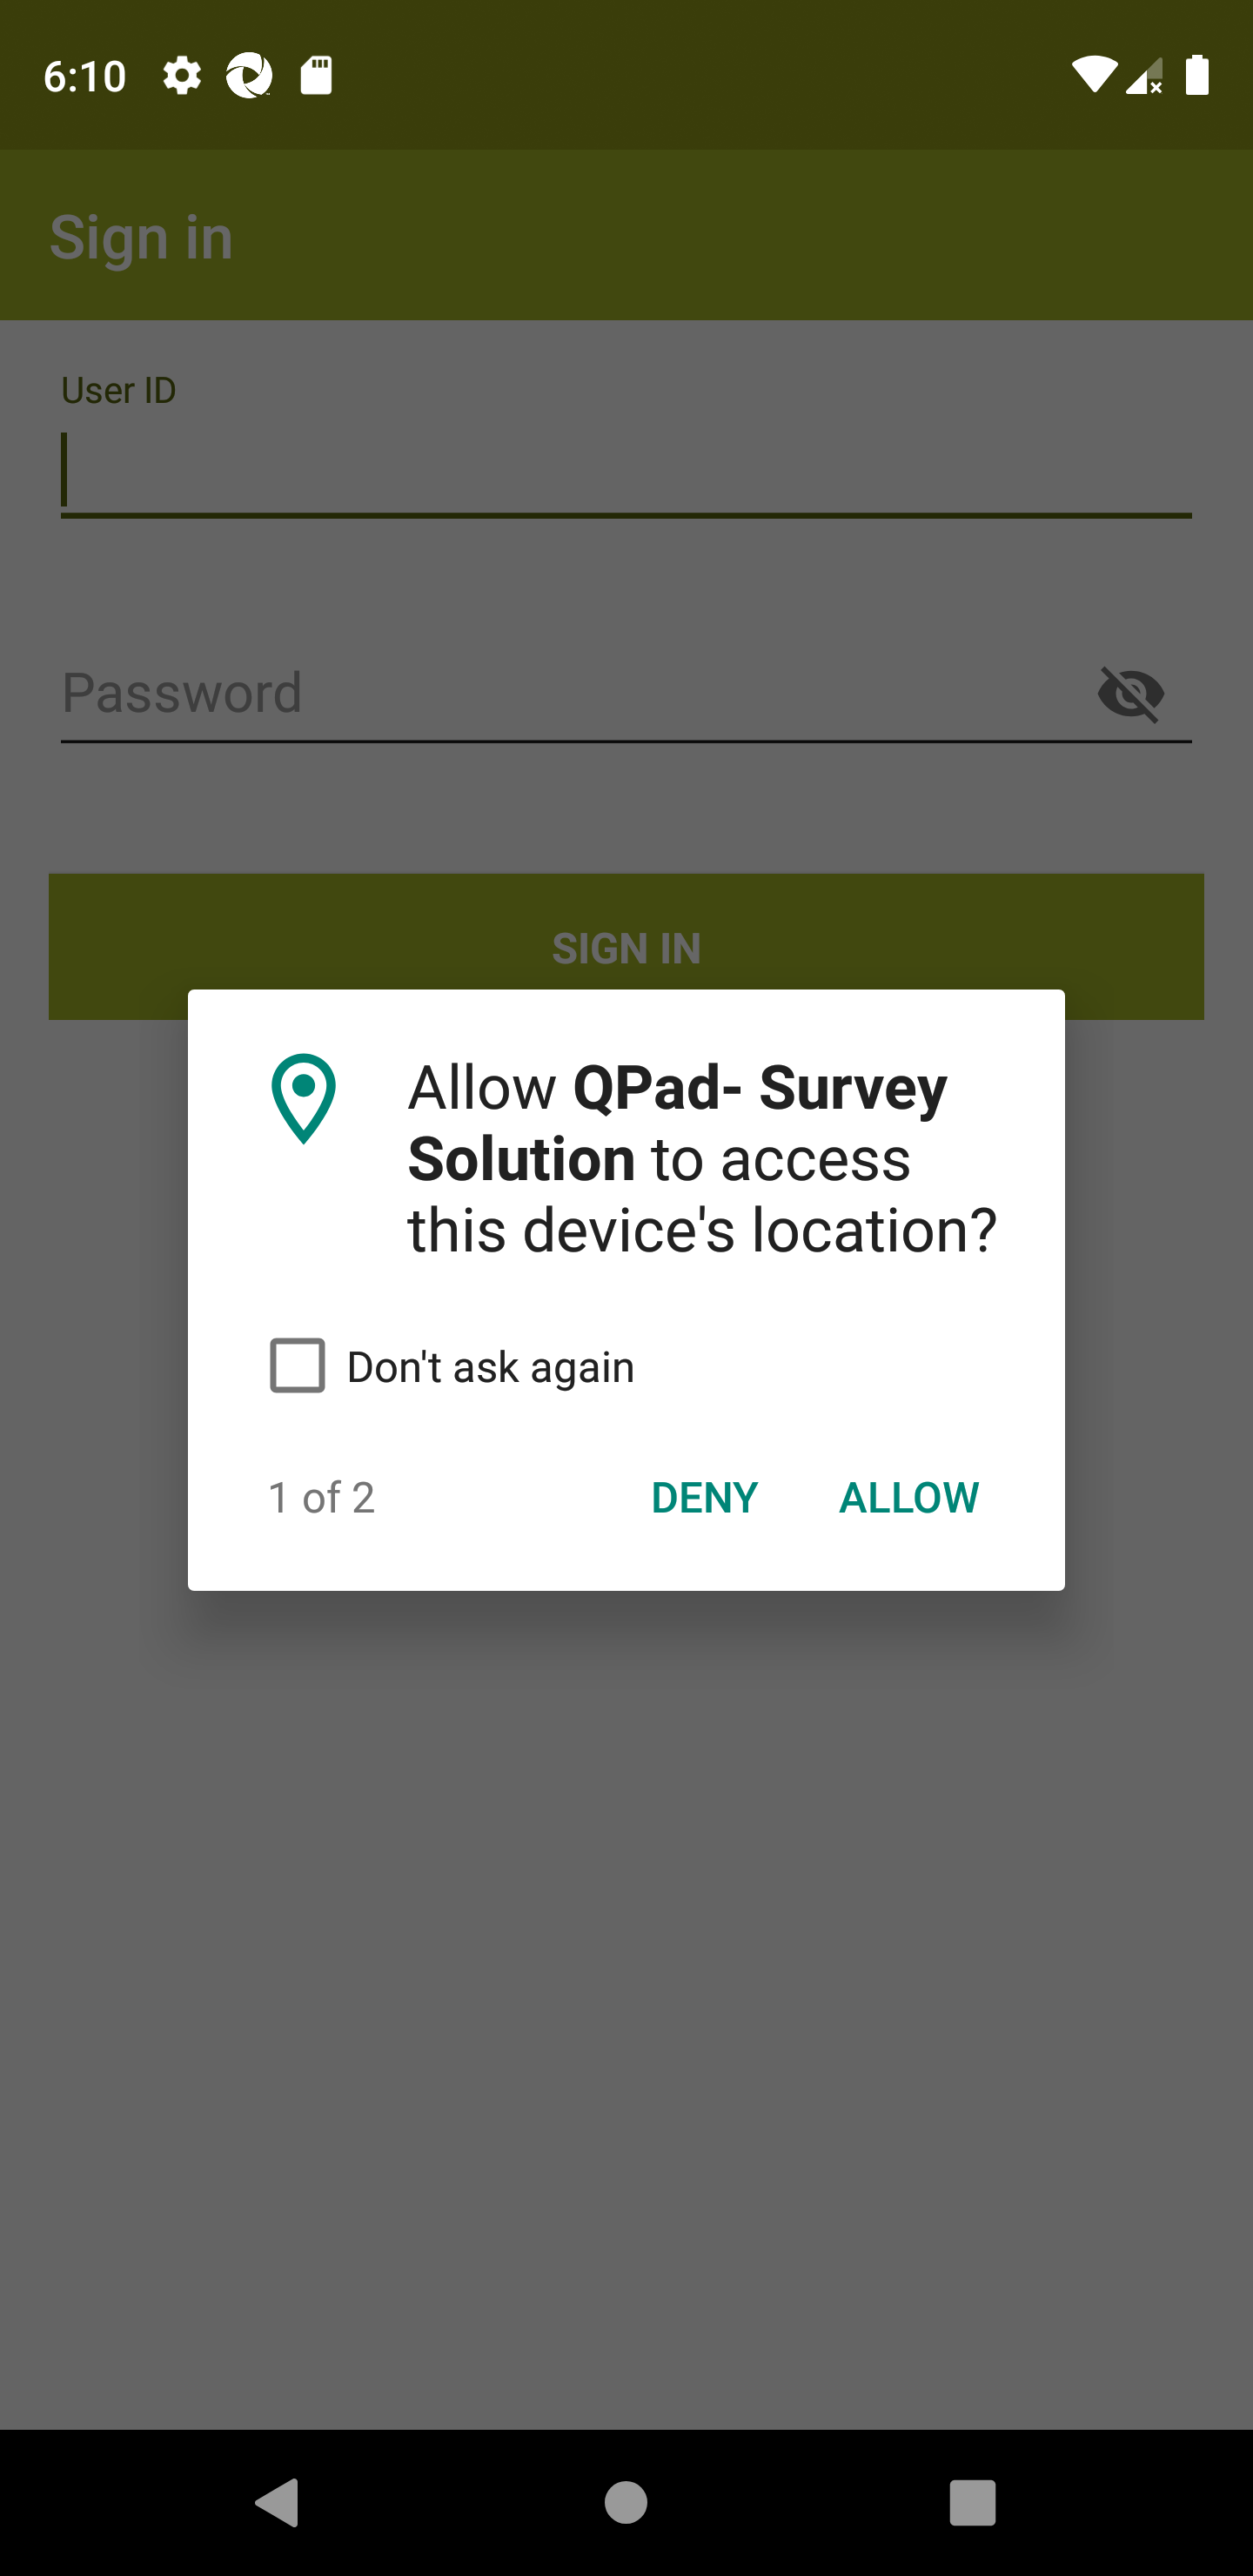 6:10
Sign in
User ID
Password
SIGN IN
Allow QPad- Survey
Solution to access
this device's location?
Don't ask again
1 of 2
DENY
ALLOW